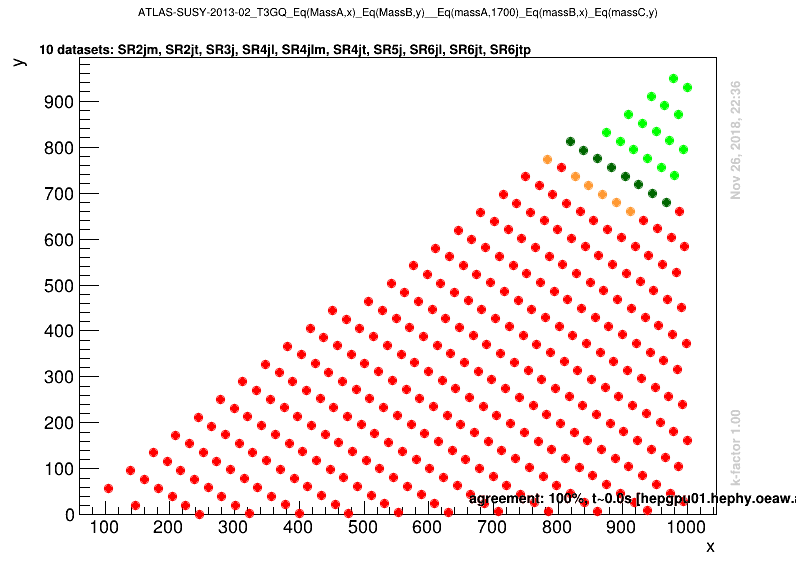 ATLAS-SUSY-2013-02_T3GQ_Eq(MassA,x)_Eq(MassB,y)__Eq(massA,1700)_Eq(massB,x)_Eq(massC,y)
10 datasets: SR2jm, SR2jt, SR3j, SR4jl, SR4jlm, SR4jt, SR5j, SR6jl, SR6jt, SR6jtp
y
900
800
700
600
500
400
300
200
100
0
Nov 26, 2018, 22:36
k-factor 1.00
agreement: 100%, t~0.0s [hepgpu01.hephy.oeaw.a
100 200 300 400 500 600 700 800 900 1000
x